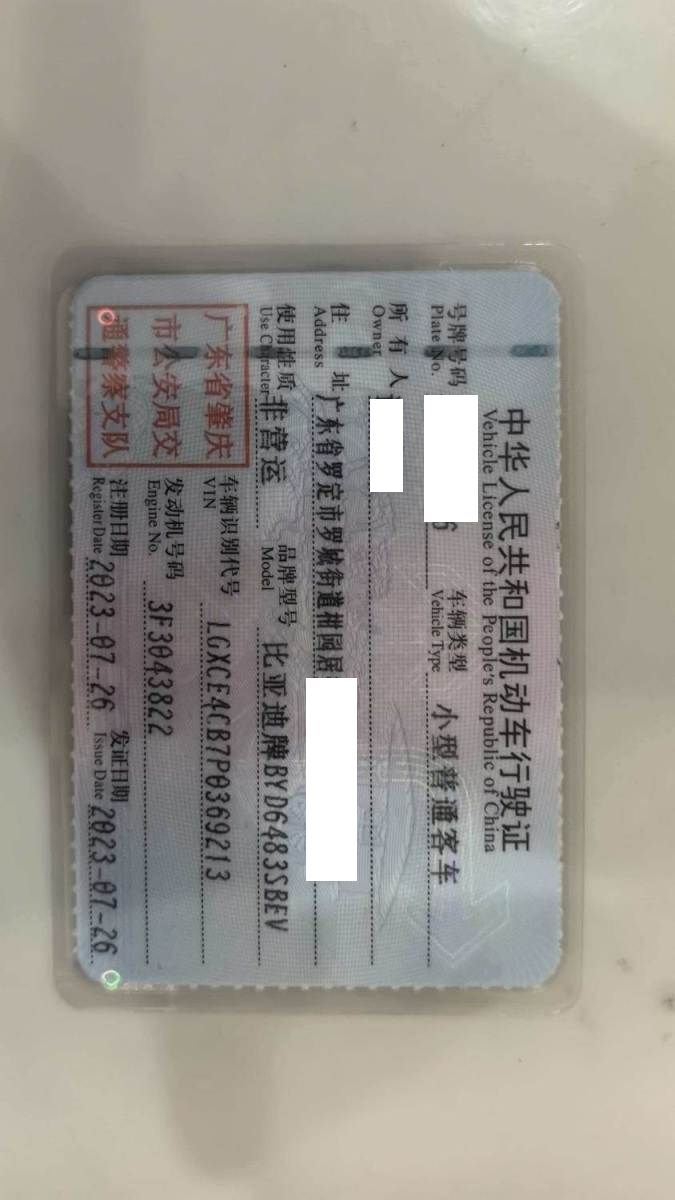 中华人民共和国机动车行驶证
Vehicle License of the People's Republic of China
号牌号码 6 车辆类型 小型普通客车
Plate No. Vehicle Type
所有人
Owner
住址 广东省罗定市罗城街道柑园居
Address
使用性质 非营运 品牌型号 比亚迪牌BYD6483SBEV
Use Character Model
广东省肇庆
市公安局交
通警察支队
车辆识别代号 LGXCE4CB7P0369213
VIN
发动机号码 3F3043822
Engine No.
注册日期 2023-07-26 发证日期 2023-07-26
Register Date Issue Date